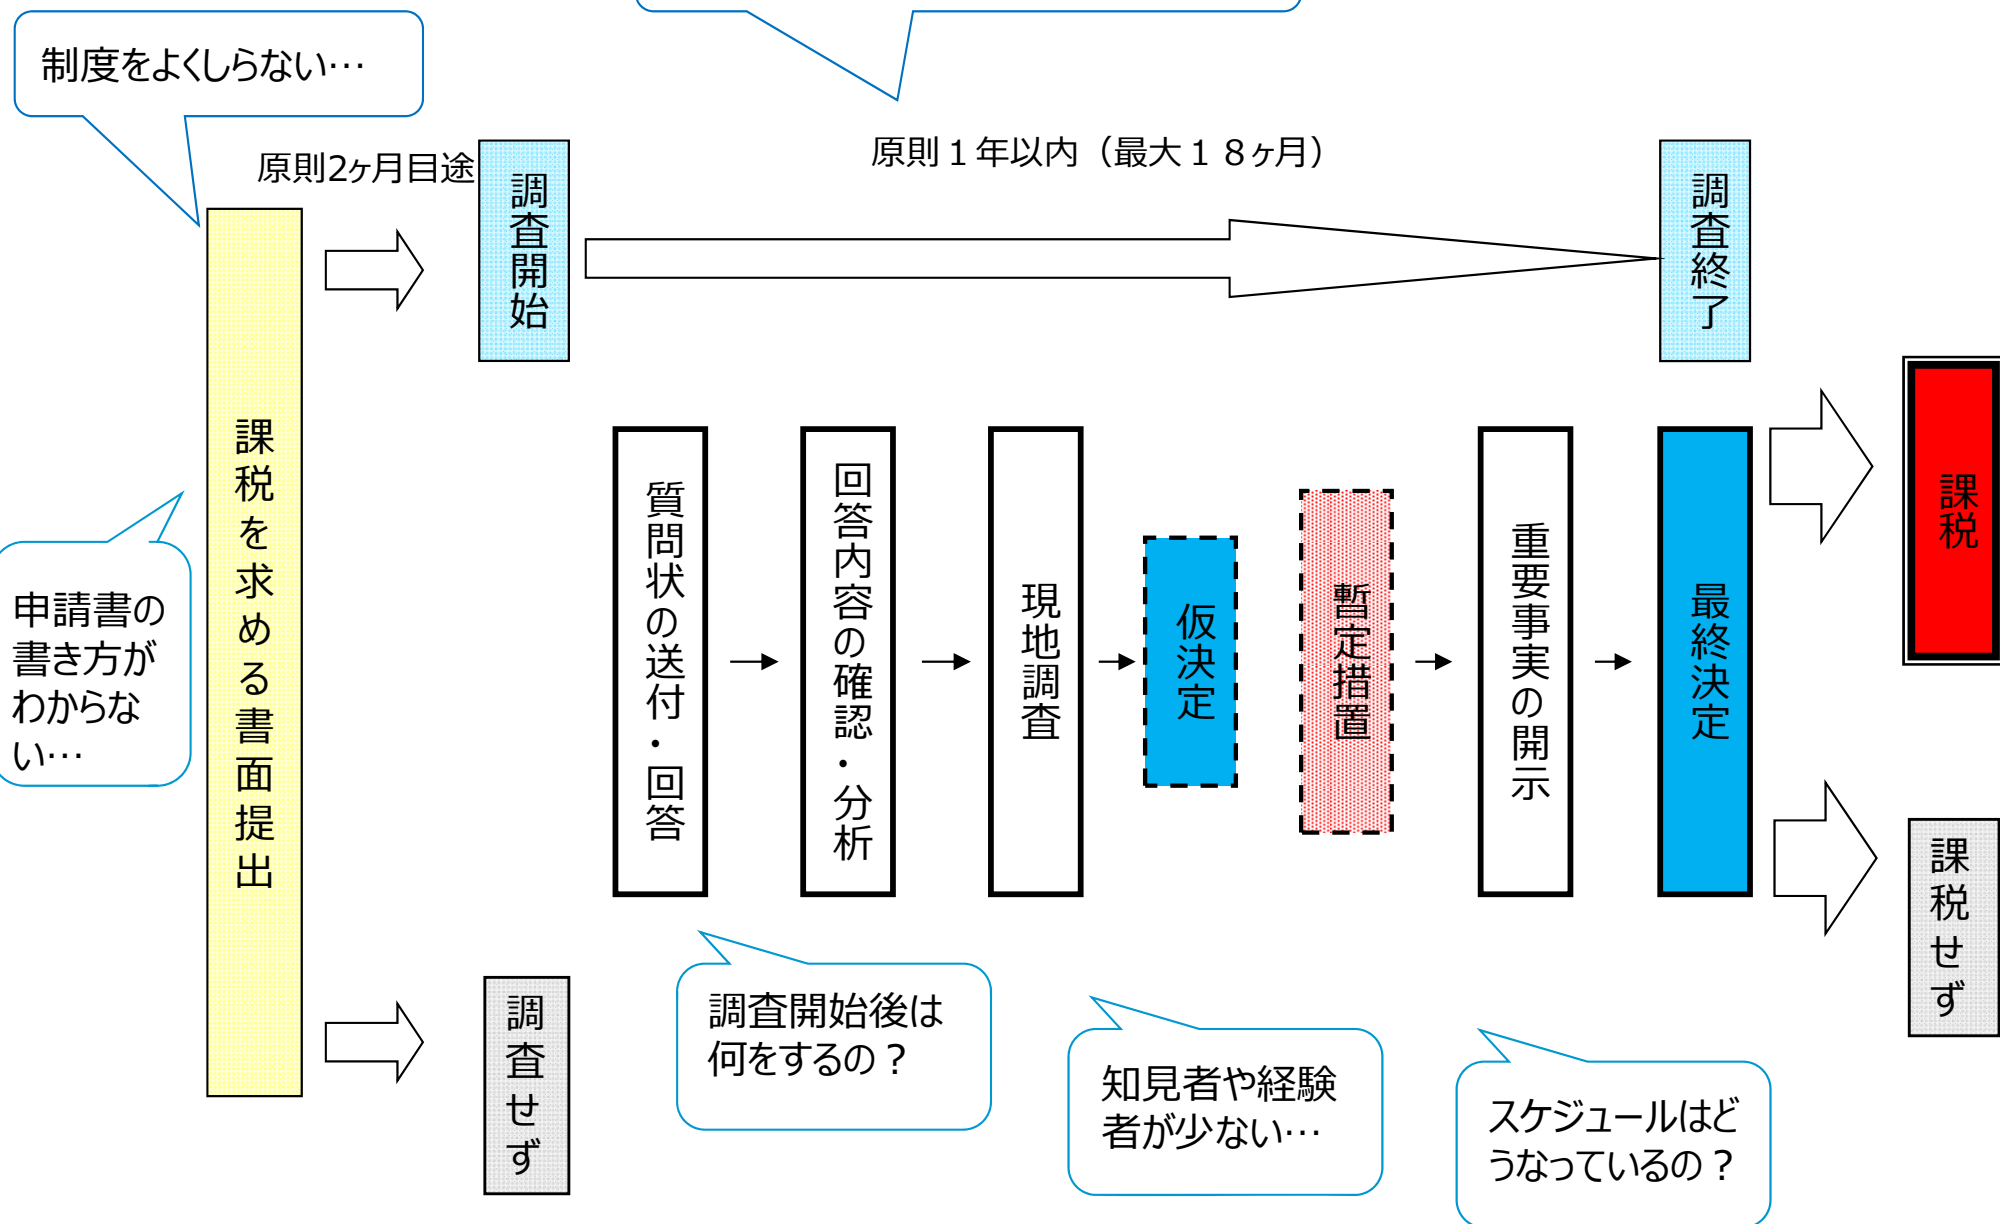 制度をよくしらない…
原則2ヶ月目途
原則１年以内（最大１８ヶ月）
調査開始
調査終了
課税を求める書面提出
申請書の
書き方が
わからな
い…
質問状の送付・回答
回答内容の確認・分析
現地調査
仮決定
暫定措置
重要事実の開示
最終決定
課税
課税せず
調査せず
調査開始後は
何をするの？
知見者や経験
者が少ない…
スケジュールはど
うなっているの？